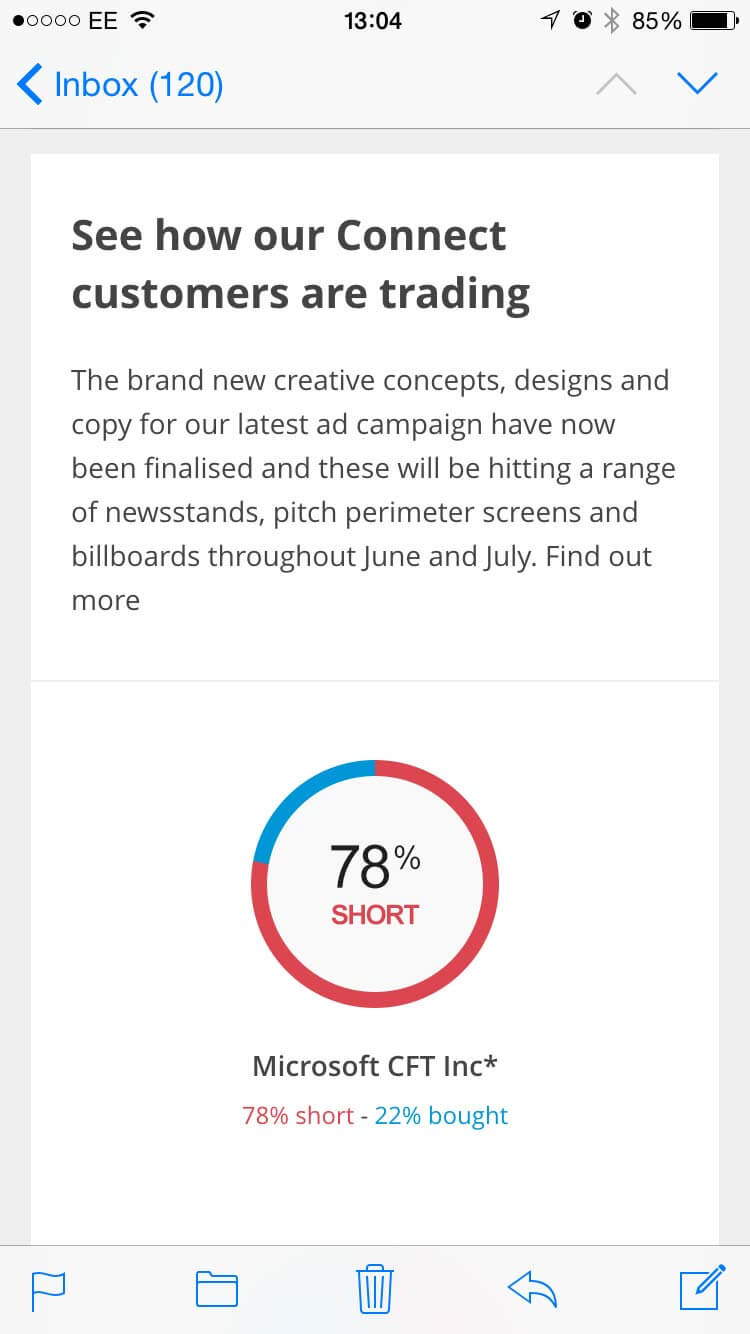 EE 13:04 85%
Inbox (120)
See how our Connect
customers are trading
The brand new creative concepts, designs and
copy for our latest ad campaign have now
been finalised and these will be hitting a range
of newsstands, pitch perimeter screens and
billboards throughout June and July. Find out
more
78%
SHORT
Microsoft CFT Inc*
78% short - 22% bought